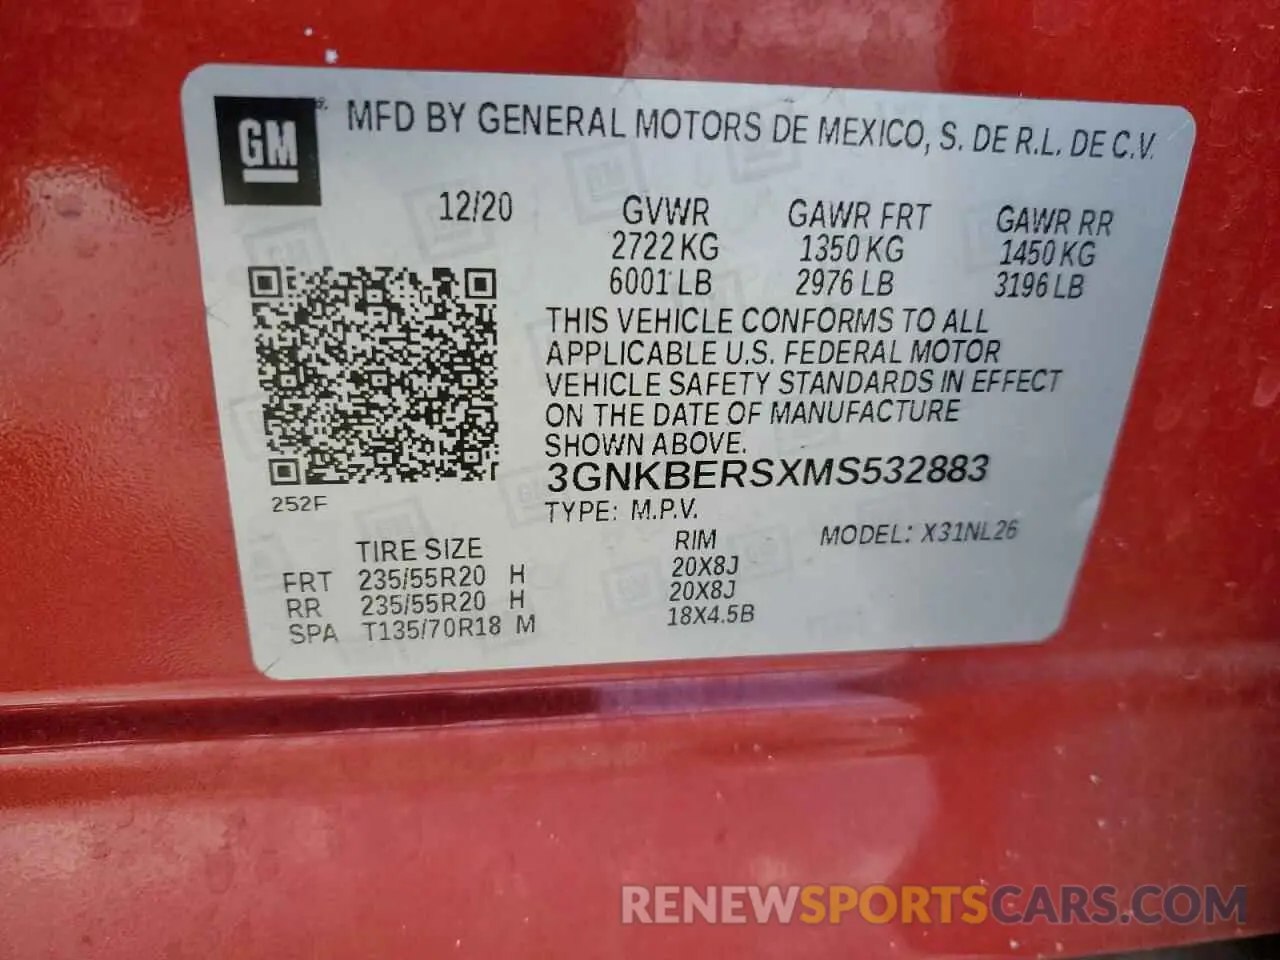 GM
MFD BY GENERAL MOTORS DE MEXICO, S. DE R.L. DE C.V.
12/20 GVWR GAWR FRT GAWR RR
2722 KG 1350 KG 1450 KG
6001 LB 2976 LB 3196 LB
THIS VEHICLE CONFORMS TO ALL
APPLICABLE U.S. FEDERAL MOTOR
VEHICLE SAFETY STANDARDS IN EFFECT
ON THE DATE OF MANUFACTURE
SHOWN ABOVE.
3GNKBERSXMS532883
252F
TYPE: M.P.V.
MODEL: X31NL26
TIRE SIZE RIM
FRT 235/55R20 H 20X8J
RR 235/55R20 H 20X8J
SPA T135/70R18 M 18X4.5B
RENEWSPORTSCARS.COM